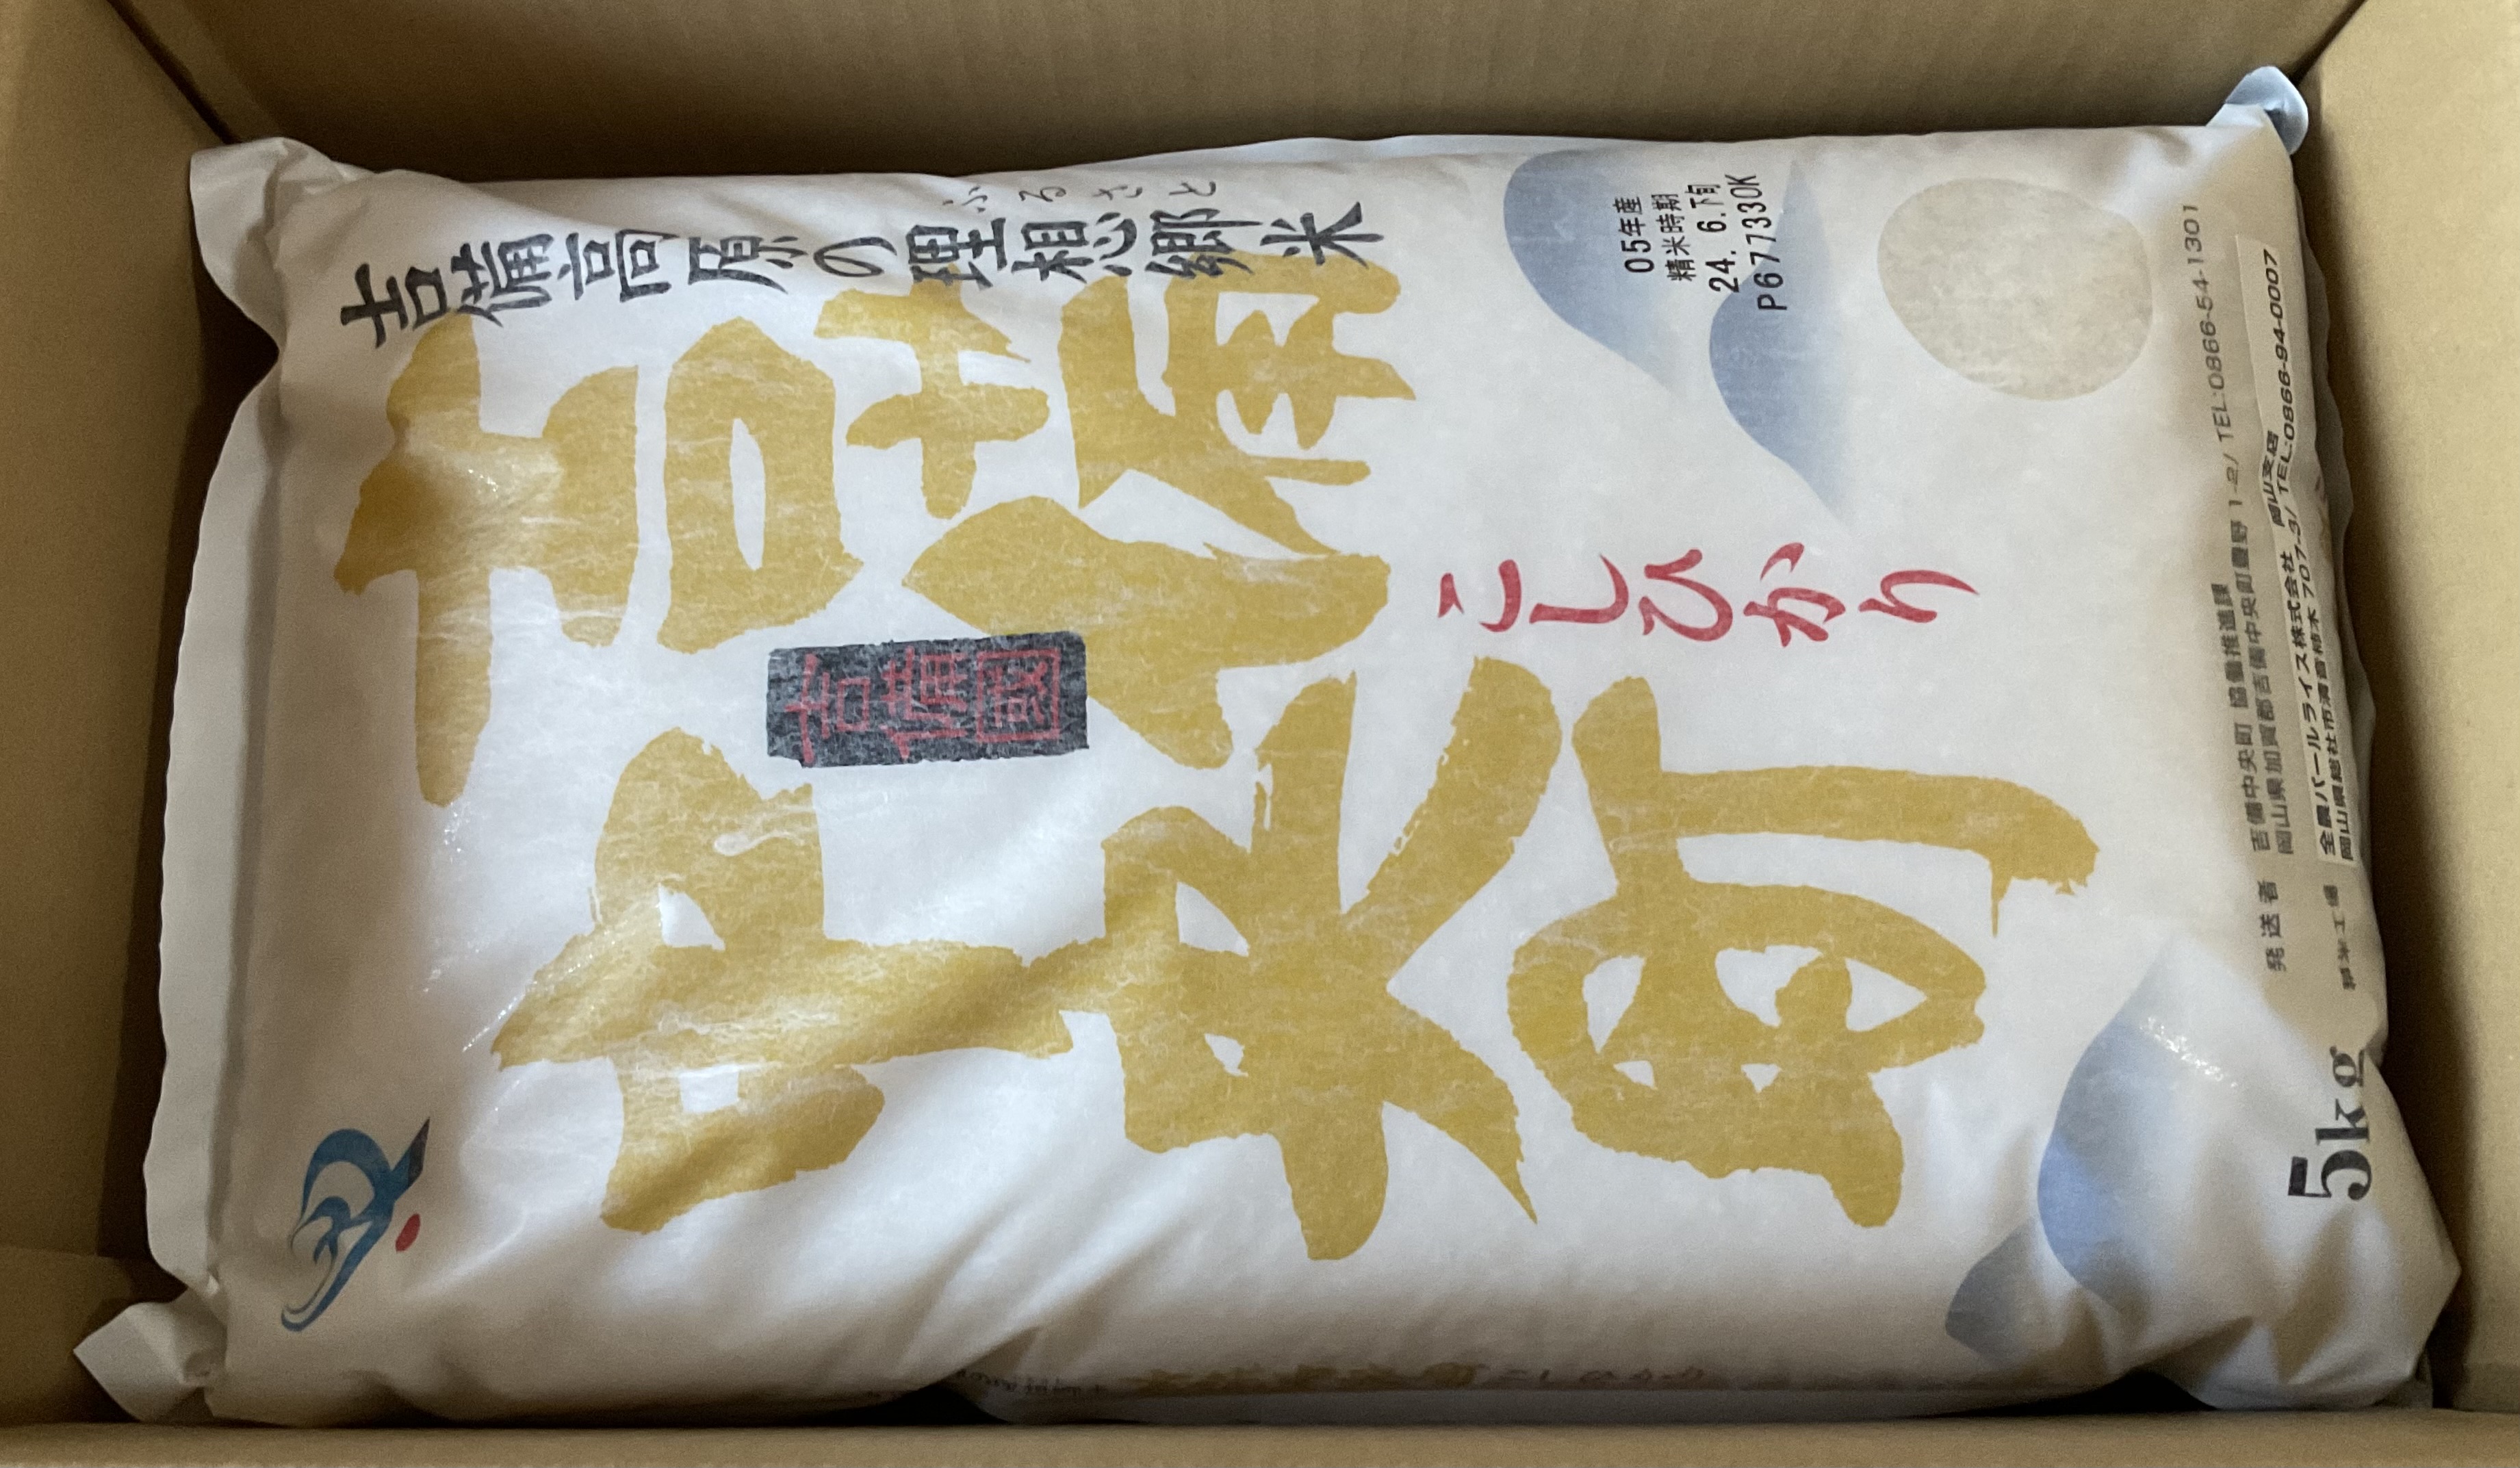 ふるさと
吉備高原の理想郷米
吉備
中央町
吉備國
こしひかり
05年産
精米時期
24. 6.下旬
P677330K
発送者 吉備中央町 協働推進課
岡山県加賀郡吉備中央町豊野1-2/ TEL:0866-54-1301
精米工場 全農パールライス株式会社 岡山支店
岡山県総社市清音柿木 707-3/ TEL:0866-94-0007
5kg